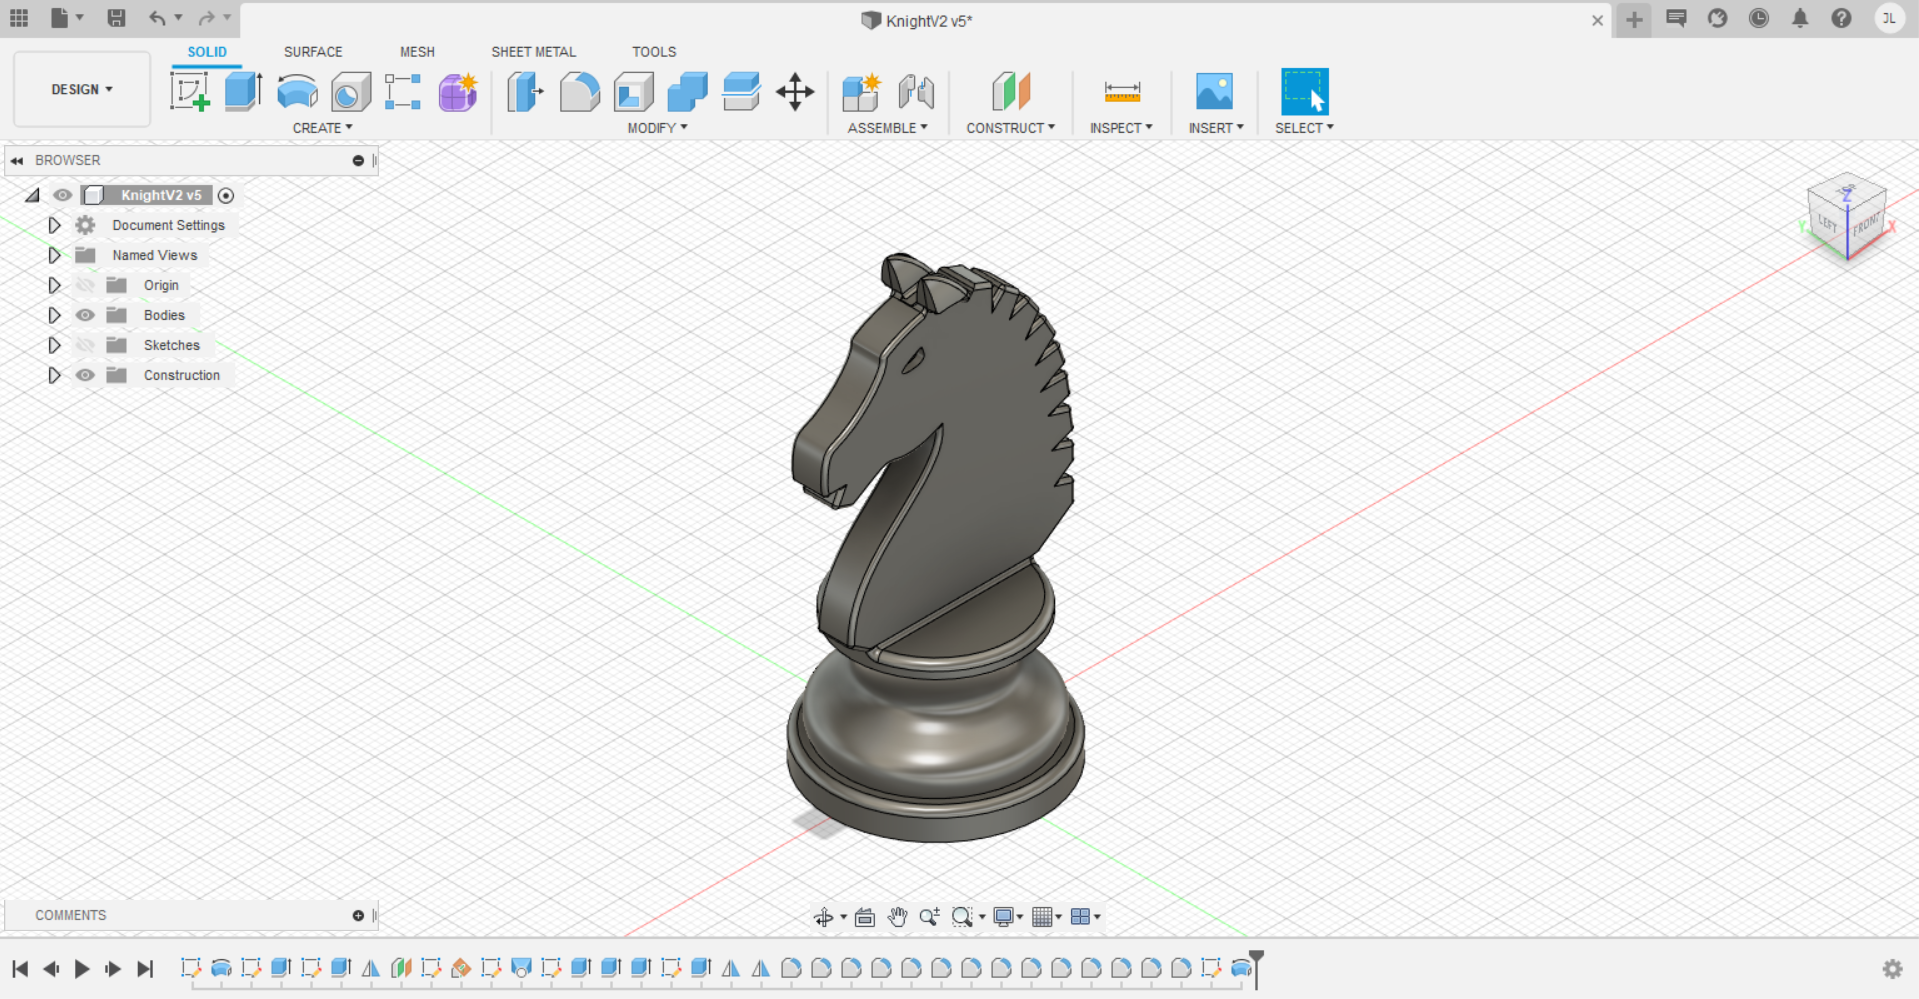 KnightV2 v5*
JL
DESIGN
SOLID
SURFACE
MESH
SHEET METAL
TOOLS
CREATE
MODIFY
ASSEMBLE
CONSTRUCT
INSPECT
INSERT
SELECT
BROWSER
KnightV2 v5
Document Settings
Named Views
Origin
Bodies
Sketches
Construction
TOP
Z
LEFT
FRONT
Y
X
COMMENTS